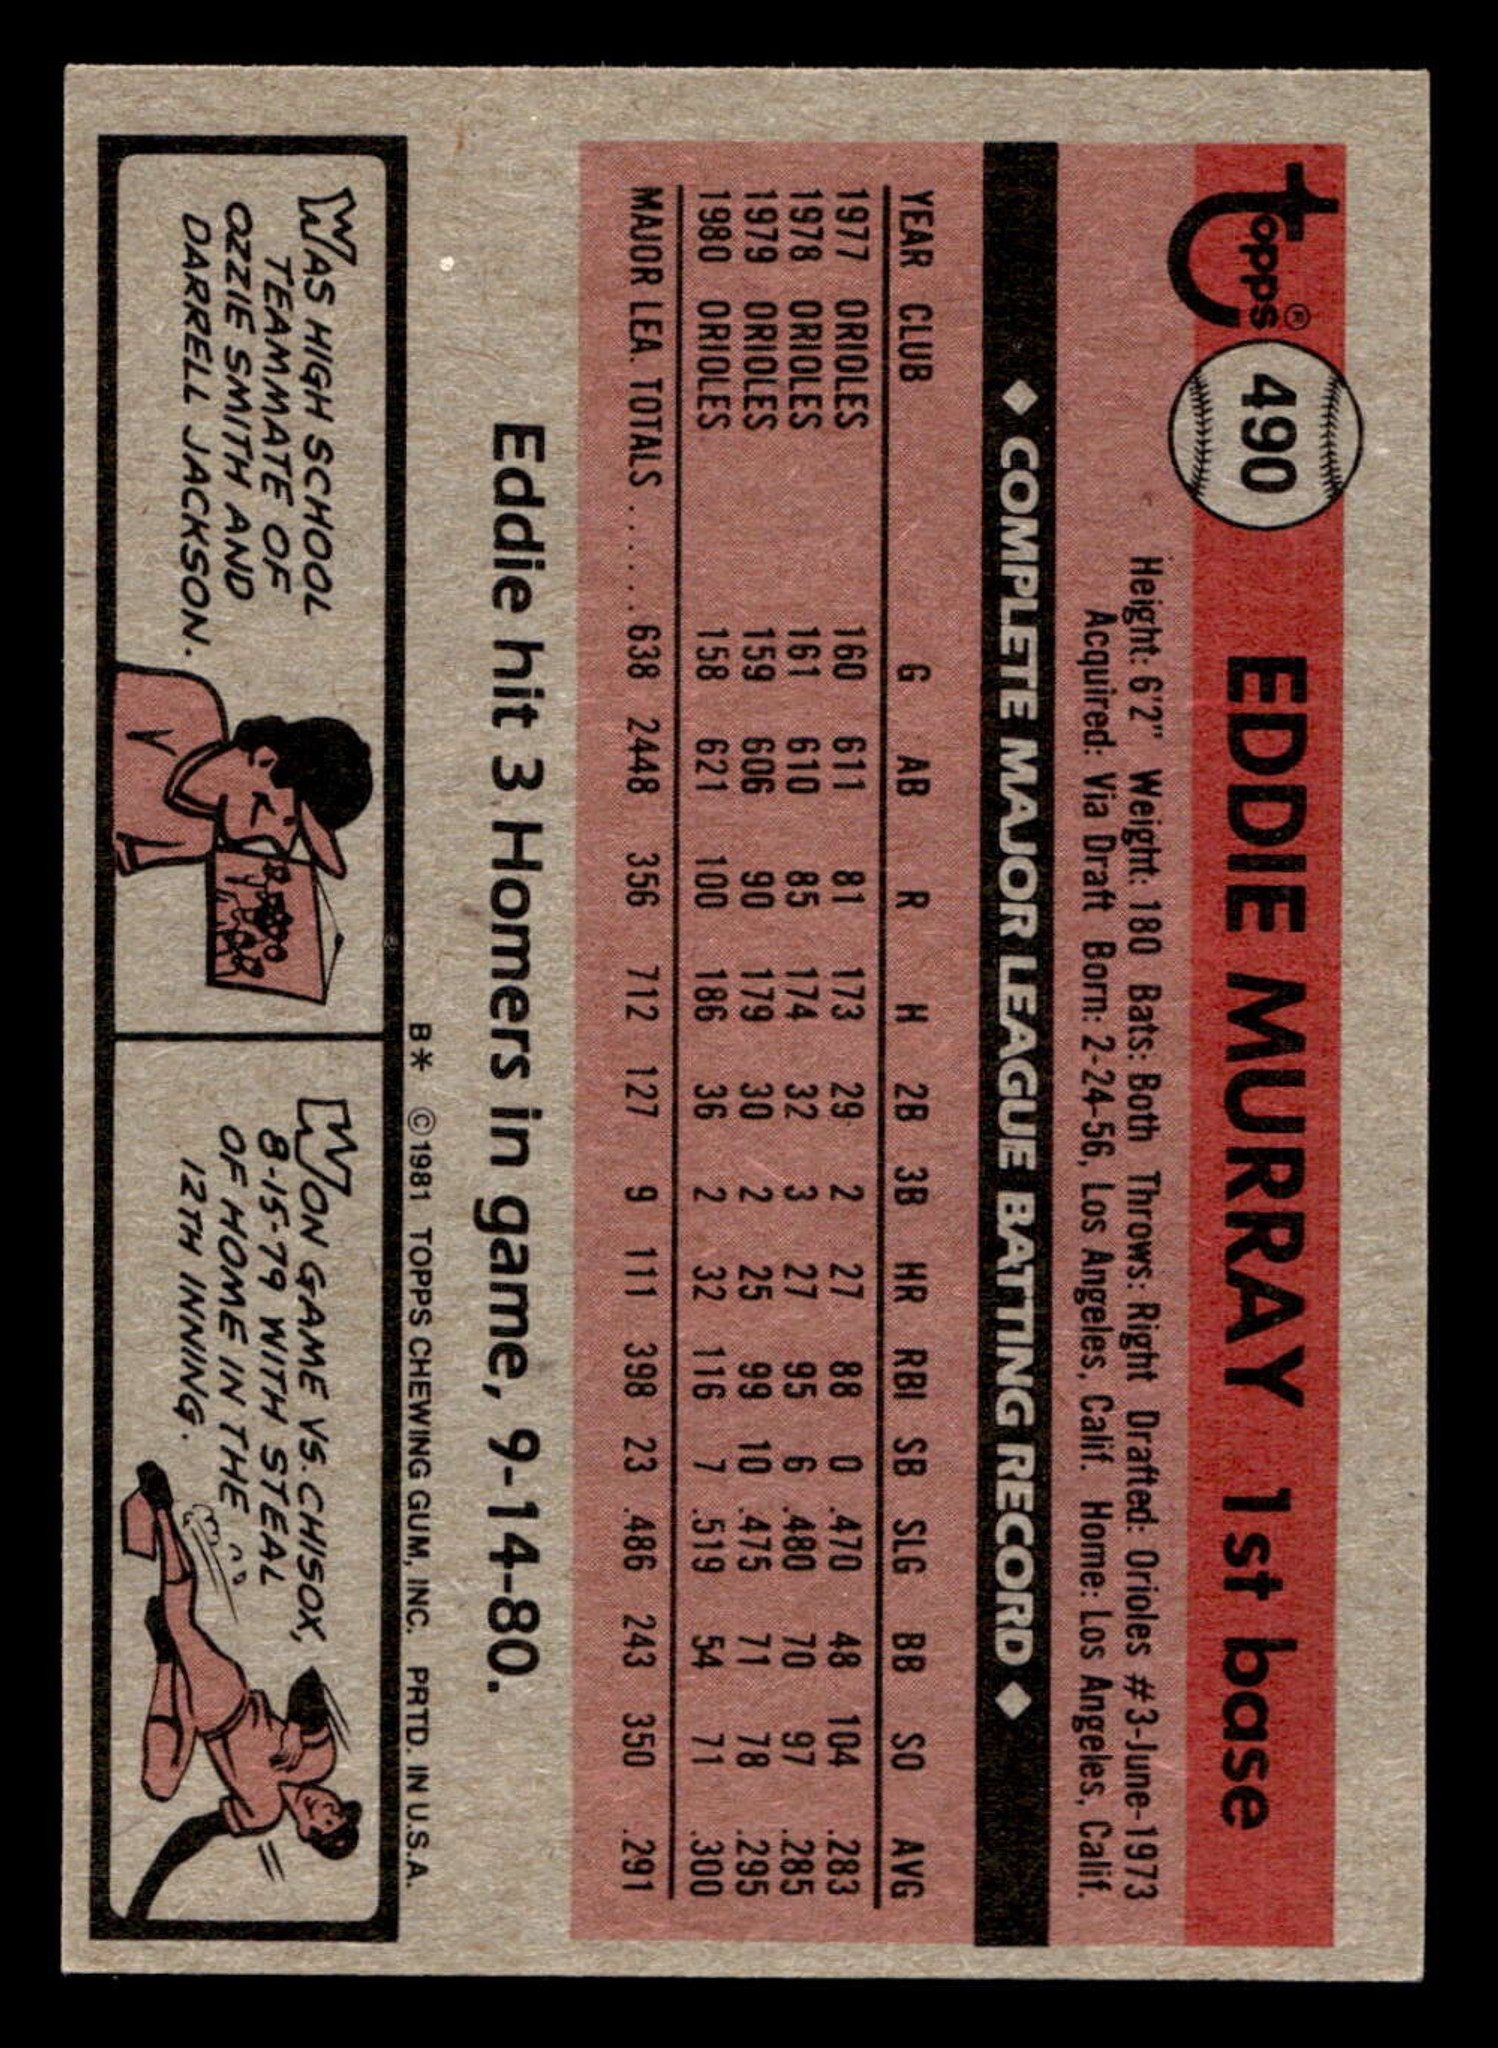 Topps® 490 EDDIE MURRAY 1st base
Height: 6'2" Weight: 180 Bats: Both Throws: Right Drafted: Orioles #3-June-1973
Acquired: Via Draft Born: 2-24-56, Los Angeles, Calif. Home: Los Angeles, Calif.
◆ COMPLETE MAJOR LEAGUE BATTING RECORD ◆
YEAR CLUB G AB R H 2B 3B HR RBI SB SLG BB SO AVG
1977 ORIOLES 160 611 81 173 29 2 27 88 0 .470 48 104 .283
1978 ORIOLES 161 610 85 174 32 3 27 95 6 .480 70 97 .285
1979 ORIOLES 159 606 90 179 30 2 25 99 10 .475 71 78 .295
1980 ORIOLES 158 621 100 186 36 2 32 116 7 .519 54 71 .300
MAJOR LEA. TOTALS ...... 638 2448 356 712 127 9 111 398 23 .486 243 350 .291
Eddie hit 3 Homers in game, 9-14-80.
B* ©1981 TOPPS CHEWING GUM, INC. PRTD. IN U.S.A.
WAS HIGH SCHOOL
TEAMMATE OF
OZZIE SMITH AND
DARRELL JACKSON.
WON GAME VS. CHISOX,
8-15-79 WITH STEAL
OF HOME IN THE
12TH INNING.